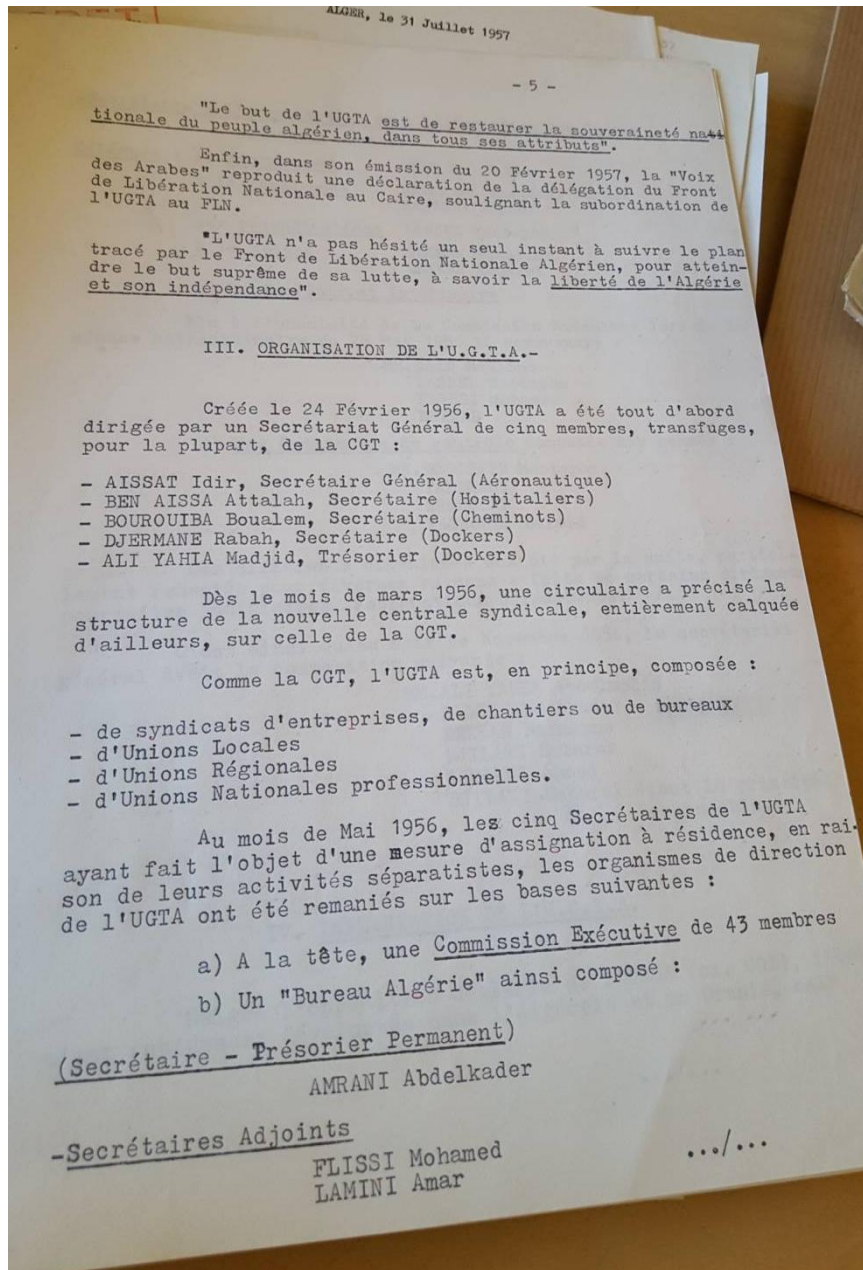 ALGER, le 31 Juillet 1957
- 5 -
"Le but de l'UGTA est de restaurer la souveraineté na
tionale du peuple algérien, dans tous ses attributs".
Enfin, dans son émission du 20 Février 1957, la "Voix
des Arabes" reproduit une déclaration de la délégation du Front
de Libération Nationale au Caire, soulignant la subordination de
l'UGTA au FLN.
"L'UGTA n'a pas hésité un seul instant à suivre le plan
tracé par le Front de Libération Nationale Algérien, pour attein-
dre le but suprême de sa lutte, à savoir la liberté de l'Algérie
et son indépendance".
III. ORGANISATION DE L'U.G.T.A.-
Créée le 24 Février 1956, l'UGTA a été tout d'abord
dirigée par un Secrétariat Général de cinq membres, transfuges,
pour la plupart, de la CGT :
- AISSAT Idir, Secrétaire Général (Aéronautique)
- BEN AISSA Attalah, Secrétaire (Hospitaliers)
- BOUROUIBA Boualem, Secrétaire (Cheminots)
- DJERMANE Rabah, Secrétaire (Dockers)
- ALI YAHIA Madjid, Trésorier (Dockers)
Dès le mois de mars 1956, une circulaire a précisé la
structure de la nouvelle centrale syndicale, entièrement calquée
d'ailleurs, sur celle de la CGT.
Comme la CGT, l'UGTA est, en principe, composée :
- de syndicats d'entreprises, de chantiers ou de bureaux
- d'Unions Locales
- d'Unions Régionales
- d'Unions Nationales professionnelles.
Au mois de Mai 1956, les cinq Secrétaires de l'UGTA
ayant fait l'objet d'une mesure d'assignation à résidence, en rai-
son de leurs activités séparatistes, les organismes de direction
de l'UGTA ont été remaniés sur les bases suivantes :
a) A la tête, une Commission Exécutive de 43 membres
b) Un "Bureau Algérie" ainsi composé :
(Secrétaire - Présorier Permanent)
AMRANI Abdelkader
-Secrétaires Adjoints
FLISSI Mohamed
LAMINI Amar
.../...